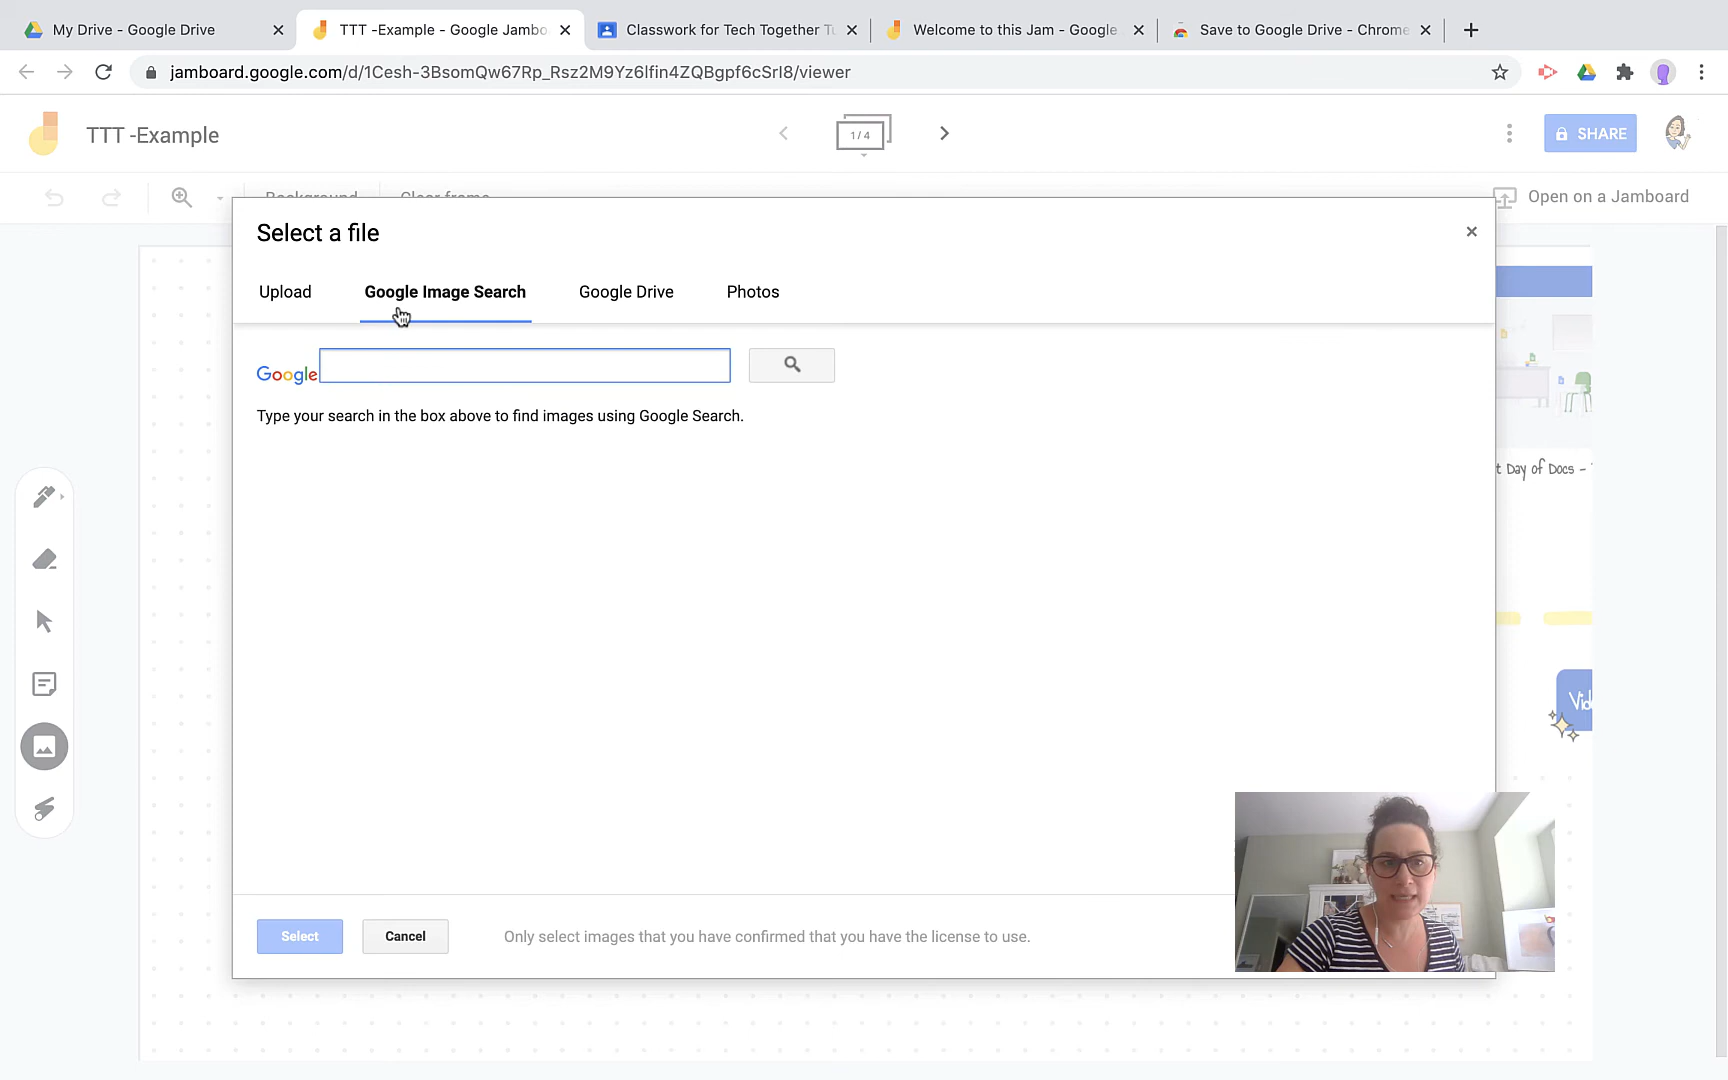 My Drive - Google Drive
TTT -Example - Google Jambo
Classwork for Tech Together Tu
Welcome to this Jam - Google
Save to Google Drive - Chrome
jamboard.google.com/d/1Cesh-3BsomQw67Rp_Rsz2M9Yz6lfin4ZQBgpf6cSrI8/viewer
TTT -Example
1/4
SHARE
Background
Clear frame
Open on a Jamboard
Select a file
Upload
Google Image Search
Google Drive
Photos
Google
Type your search in the box above to find images using Google Search.
t Day of Docs -
Vid
Select
Cancel
Only select images that you have confirmed that you have the license to use.